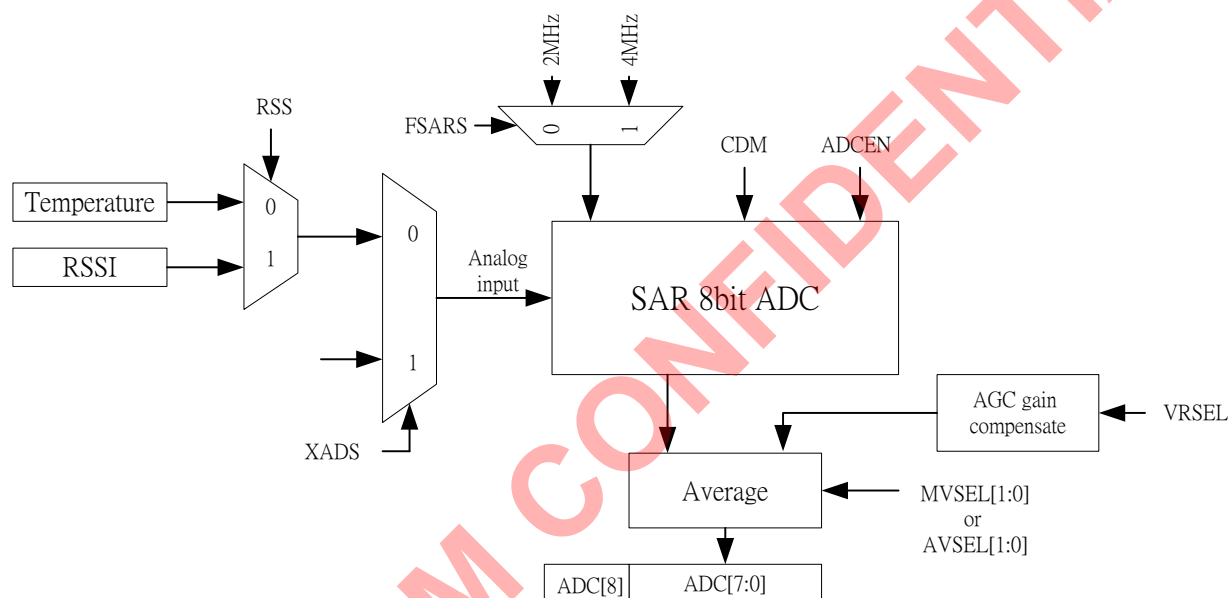 2MHz
4MHz
RSS
FSARS
0
1
CDM
ADCEN
Temperature
0
RSSI
1
0
Analog
input
SAR 8bit ADC
1
XADS
AGC gain
compensate
VRSEL
Average
MVSEL[1:0]
or
AVSEL[1:0]
ADC[8]
ADC[7:0]
M CONFIDENTI